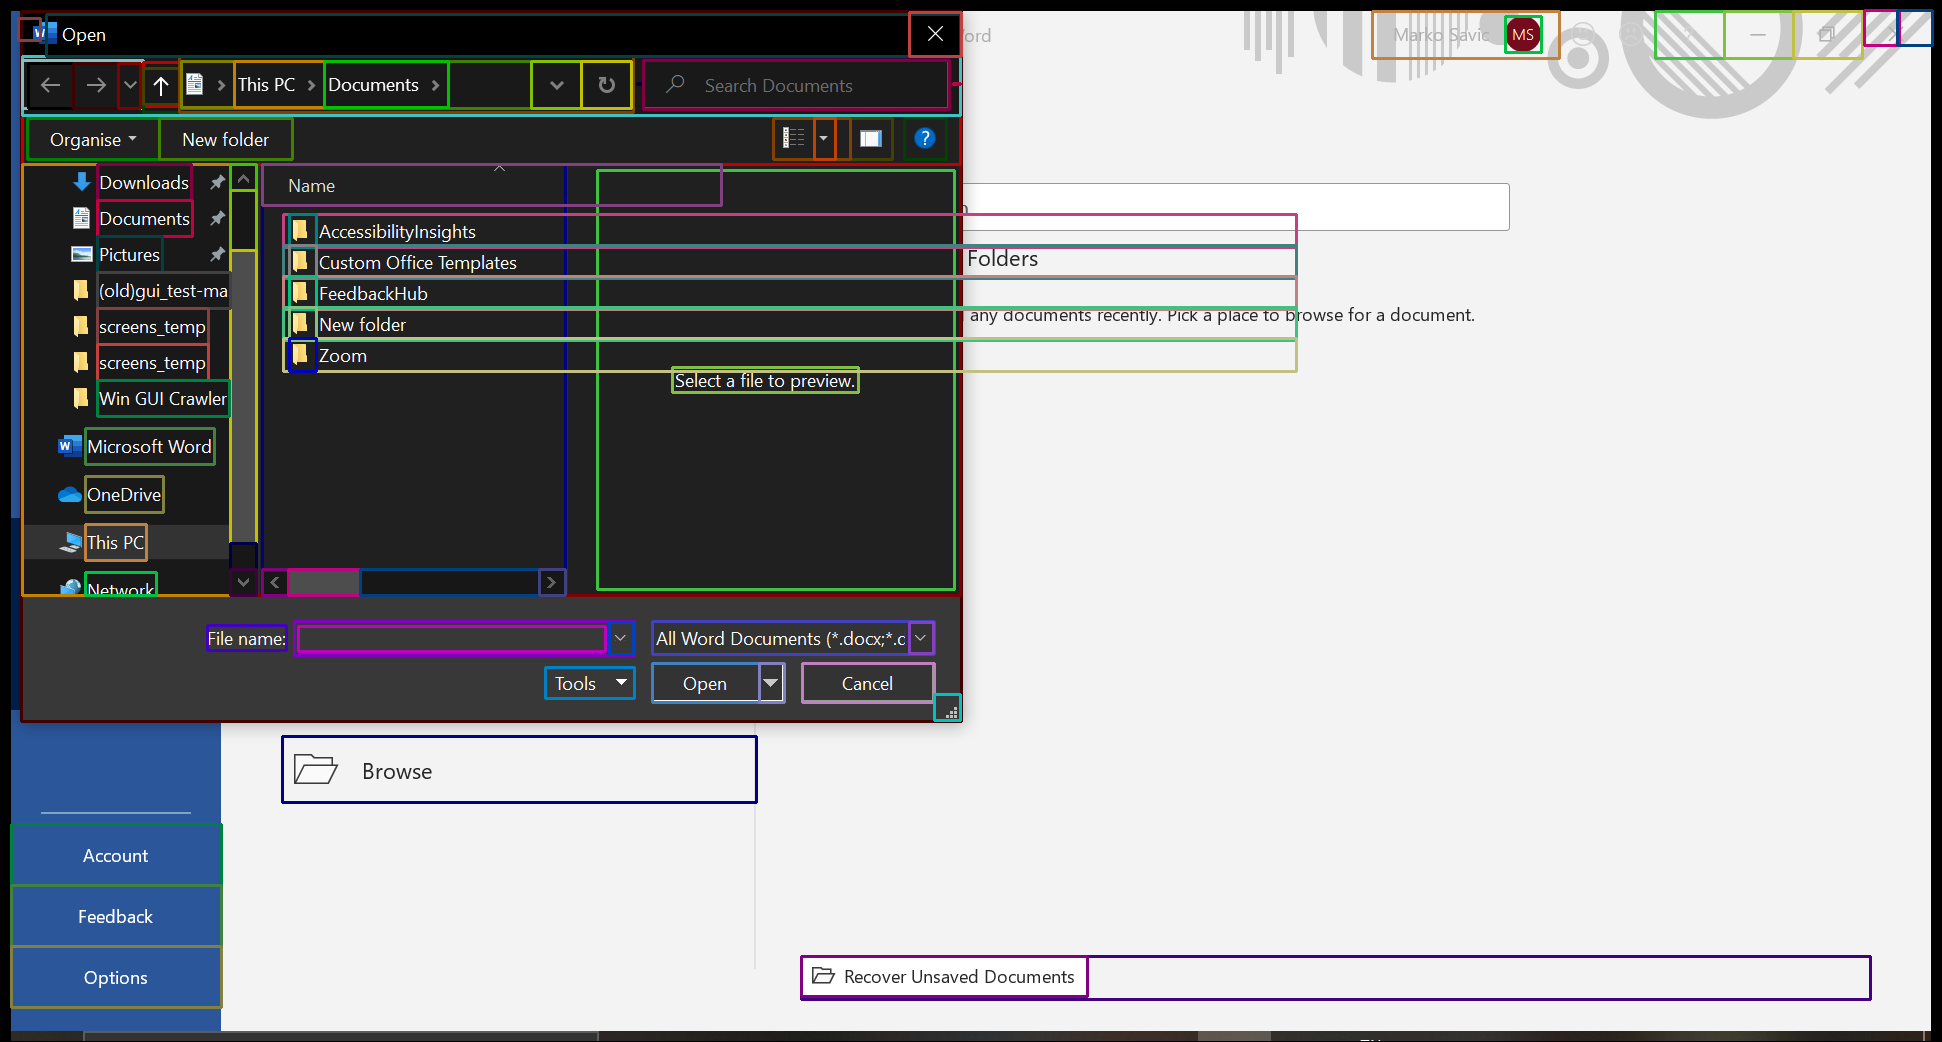 Open
Word
Marko Savic
MS
This PC
Documents
Search Documents
Organise
New folder
?
Downloads
Documents
Pictures
(old)gui_test-ma
screens_temp
screens_temp
Win GUI Crawler
Microsoft Word
OneDrive
This PC
Network
Name
AccessibilityInsights
Custom Office Templates
FeedbackHub
New folder
Zoom
Select a file to preview.
Folders
any documents recently. Pick a place to browse for a document.
File name:
All Word Documents (*.docx;*.d
Tools
Open
Cancel
Browse
Account
Feedback
Options
Recover Unsaved Documents